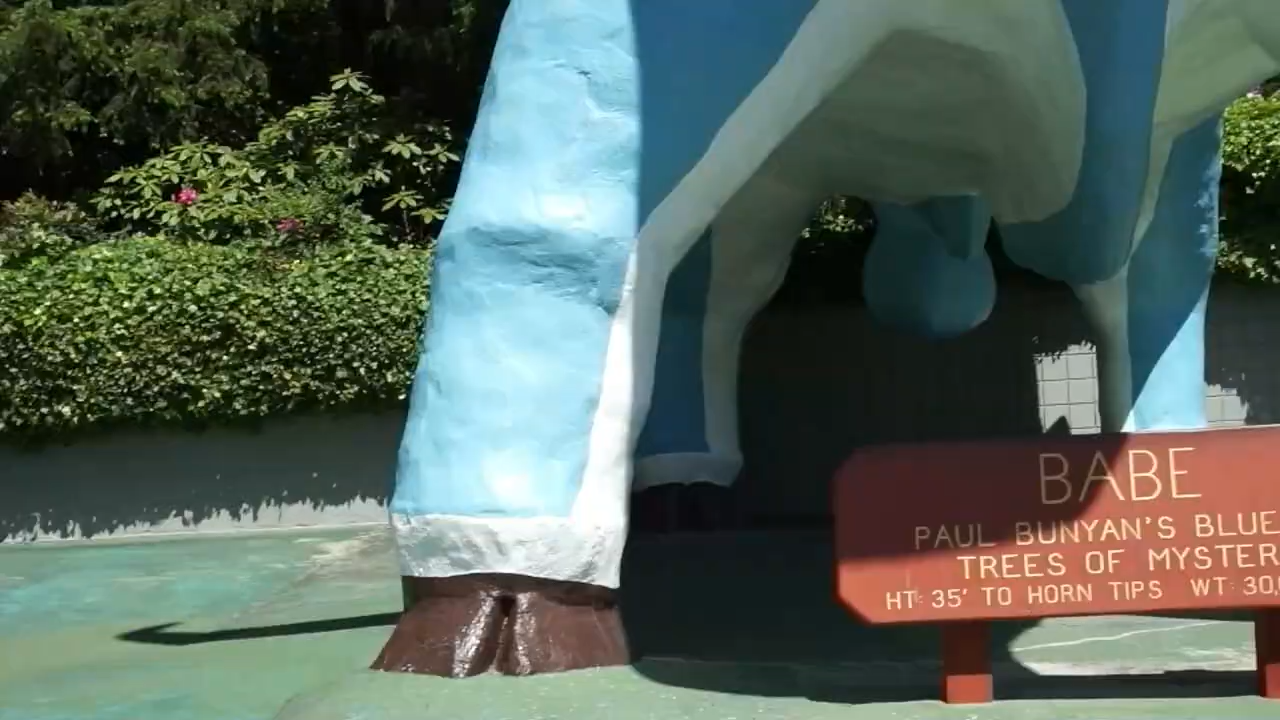 BABE
PAUL BUNYAN'S BLUE
TREES OF MYSTER
HT: 35' TO HORN TIPS WT: 30,